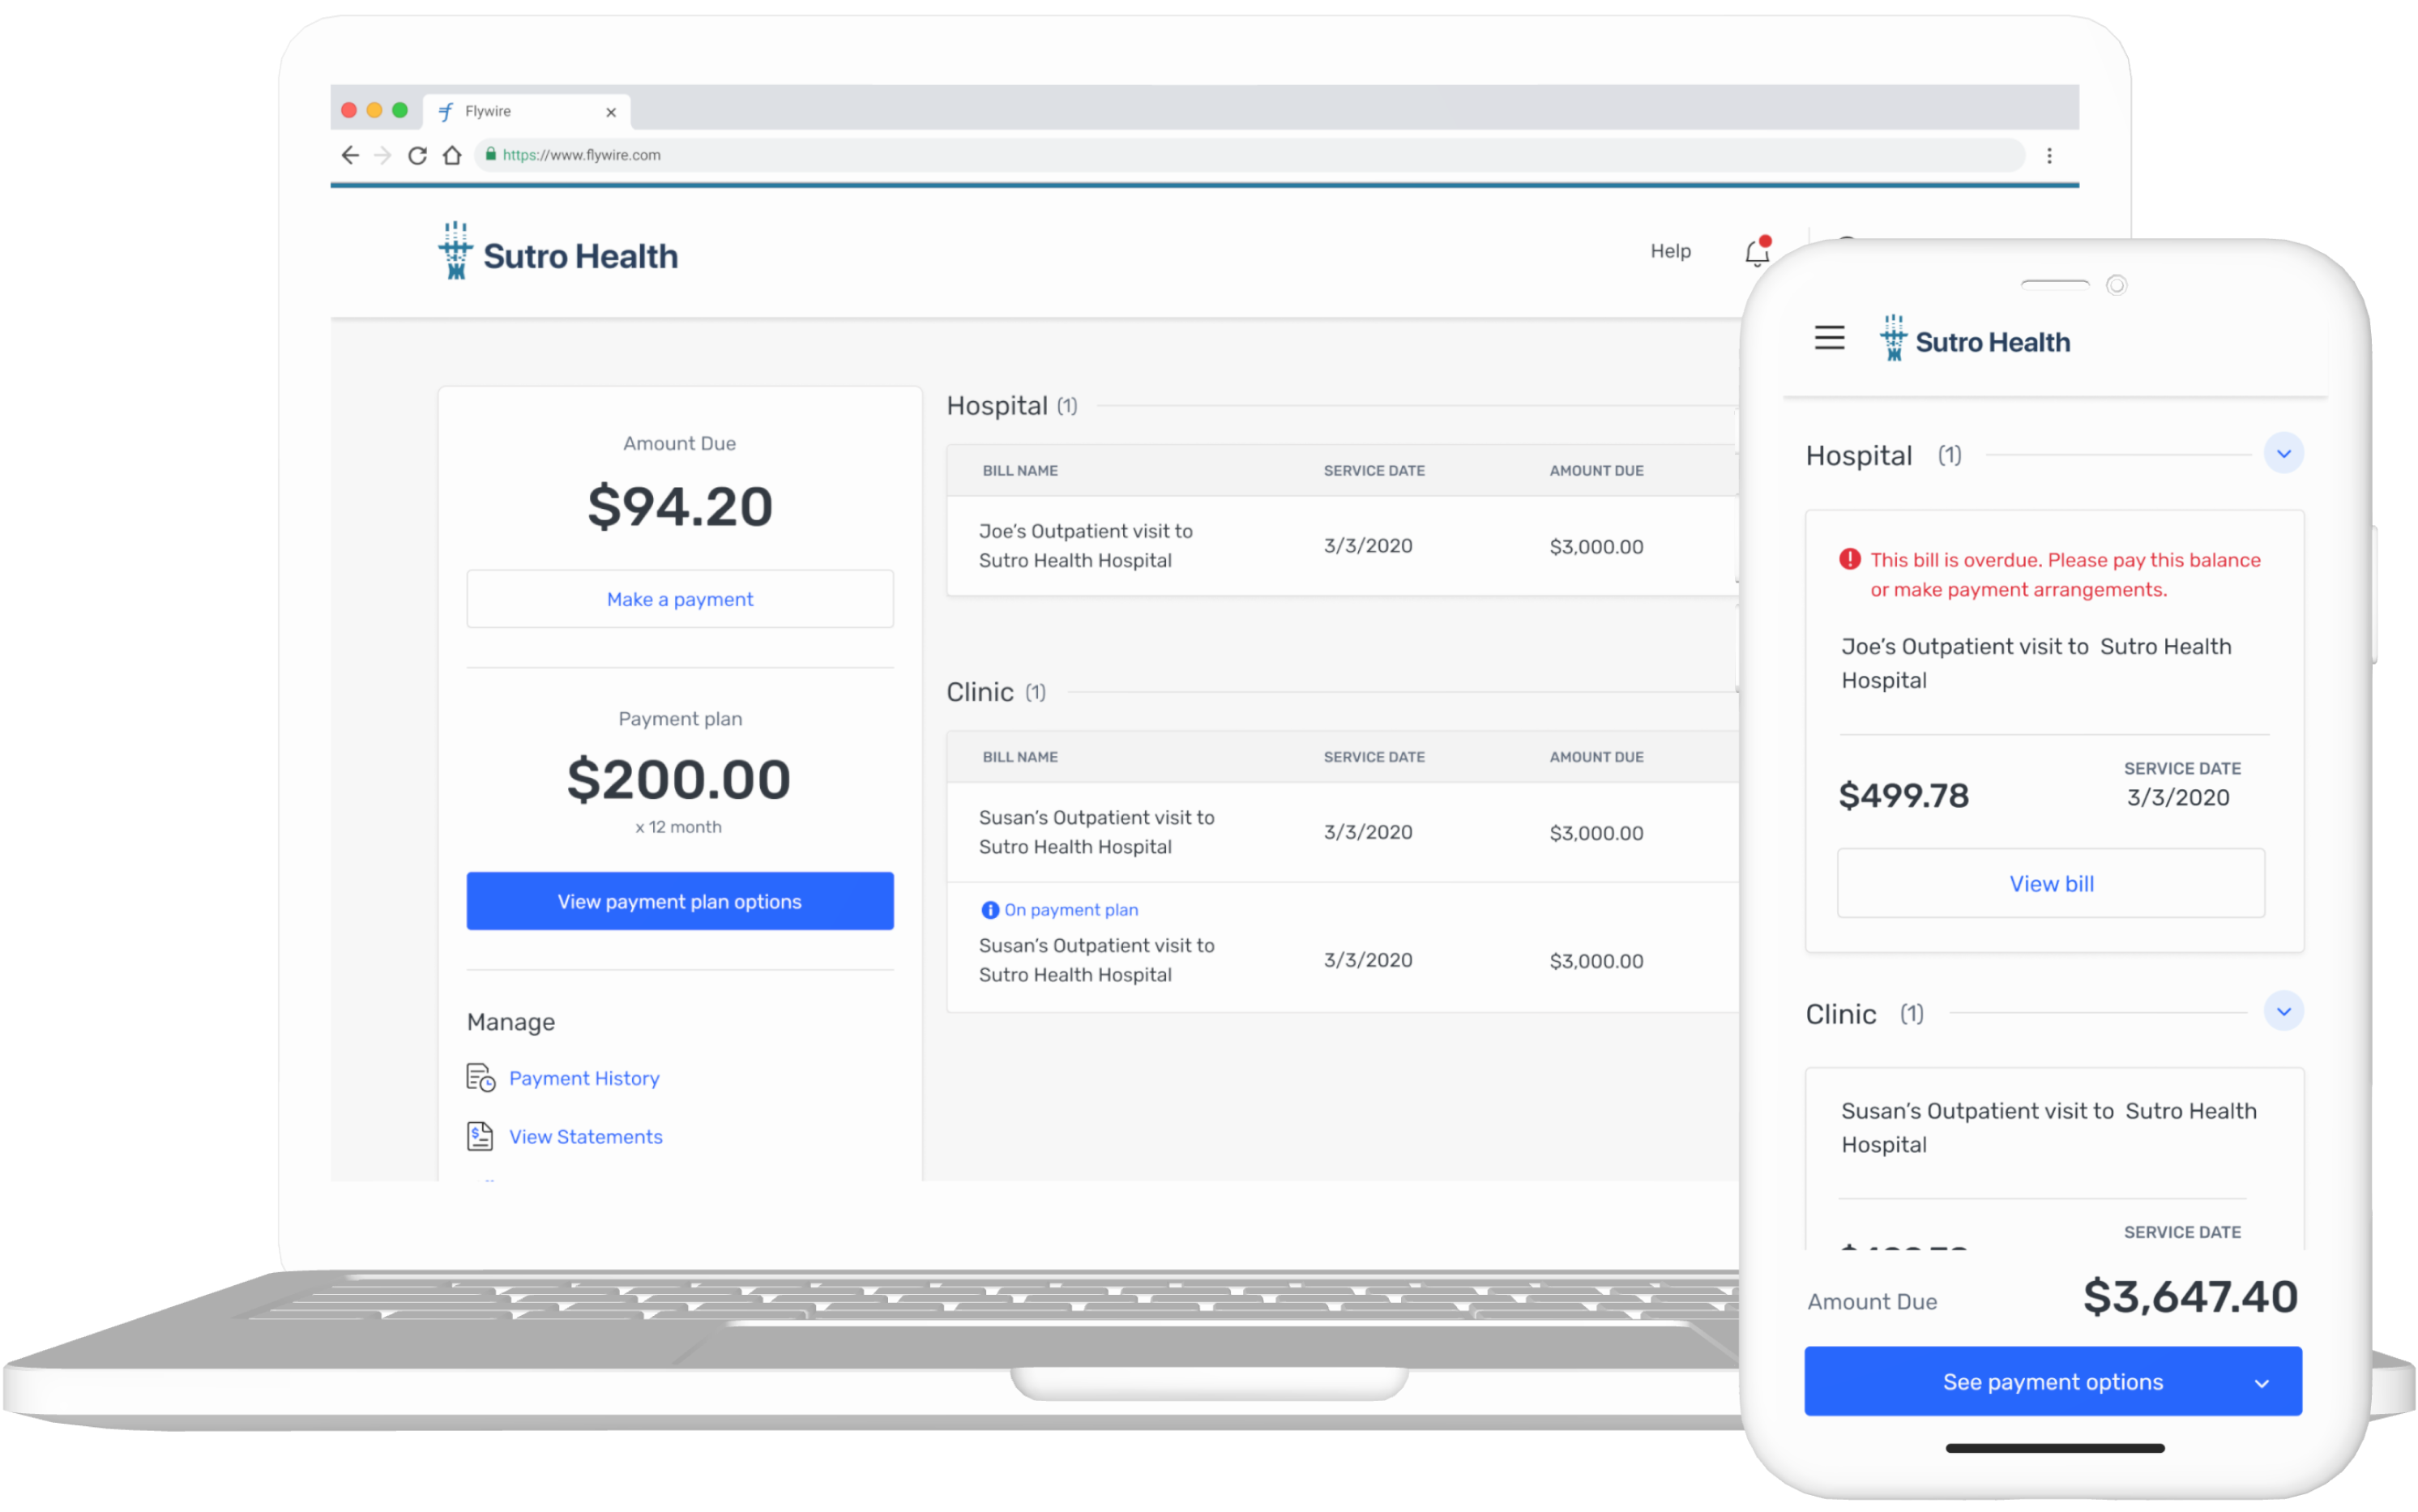 Flywire
https://www.flywire.com
Sutro Health
Help
Amount Due
$94.20
Make a payment
Payment plan
$200.00
x 12 month
View payment plan options
Manage
Payment History
View Statements
Hospital (1)
BILL NAME SERVICE DATE AMOUNT DUE
Joe’s Outpatient visit to
Sutro Health Hospital
3/3/2020 $3,000.00
Clinic (1)
BILL NAME SERVICE DATE AMOUNT DUE
Susan’s Outpatient visit to
Sutro Health Hospital
3/3/2020 $3,000.00
On payment plan
Susan’s Outpatient visit to
Sutro Health Hospital
3/3/2020 $3,000.00
Sutro Health
Hospital (1)
This bill is overdue. Please pay this balance
or make payment arrangements.
Joe’s Outpatient visit to Sutro Health
Hospital
SERVICE DATE
$499.78 3/3/2020
View bill
Clinic (1)
Susan’s Outpatient visit to Sutro Health
Hospital
SERVICE DATE
Amount Due $3,647.40
See payment options